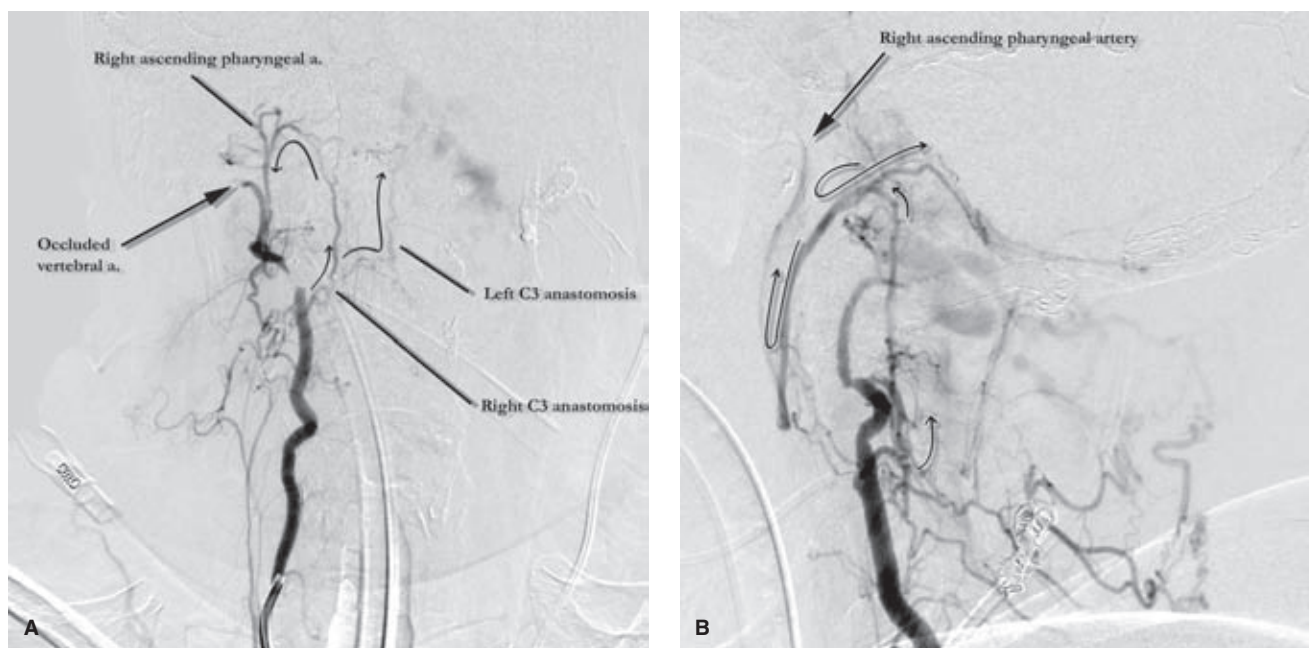 Right ascending pharyngeal a.
Occluded
vertebral a.
Left C3 anastomosis
Right C3 anastomosis
A
Right ascending pharyngeal artery
B